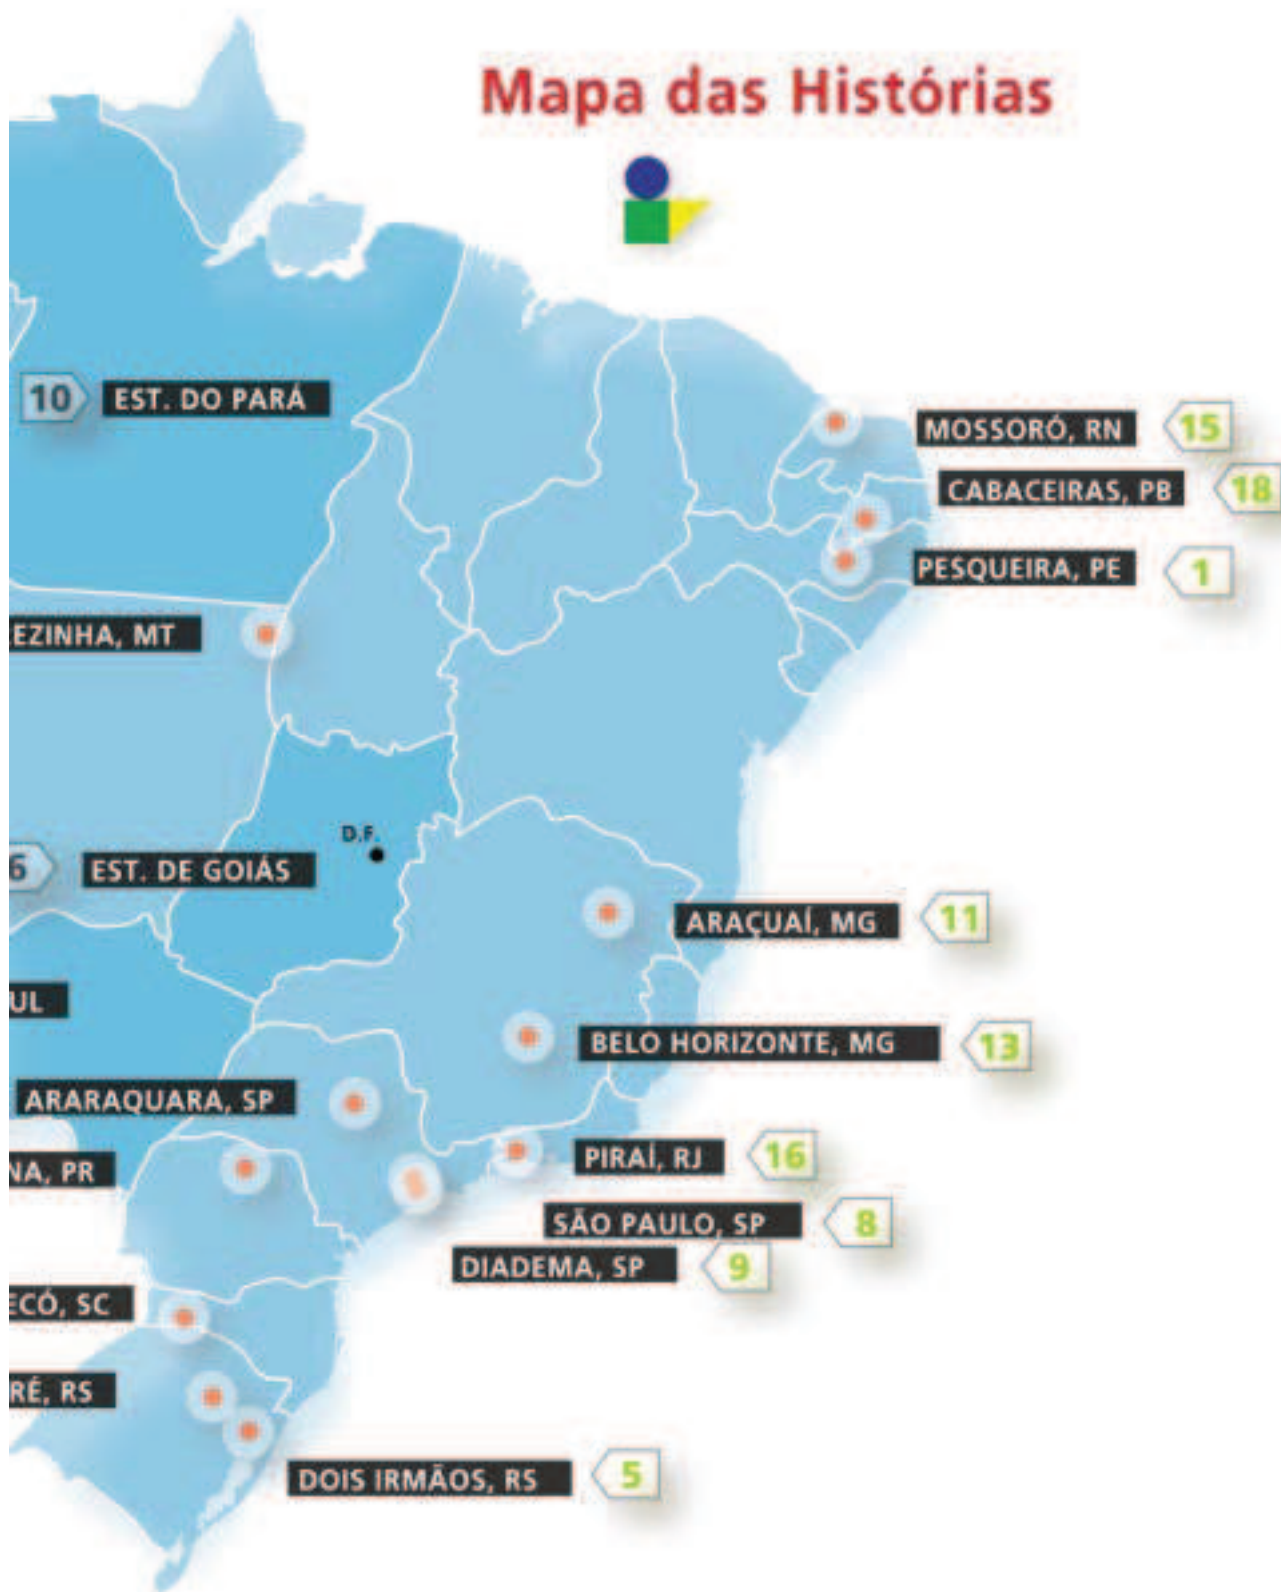 Mapa das Histórias
10 EST. DO PARÁ
MOSSORÓ, RN 15
CABACEIRAS, PB 18
PESQUEIRA, PE 1
EZINHA, MT
D.F.
6 EST. DE GOIÁS
ARAÇUAÍ, MG 11
UL
BELO HORIZONTE, MG 13
ARARAQUARA, SP
NA, PR
PIRAÍ, RJ 16
SÃO PAULO, SP 8
DIADEMA, SP 9
ECÓ, SC
RÉ, RS
DOIS IRMÃOS, RS 5